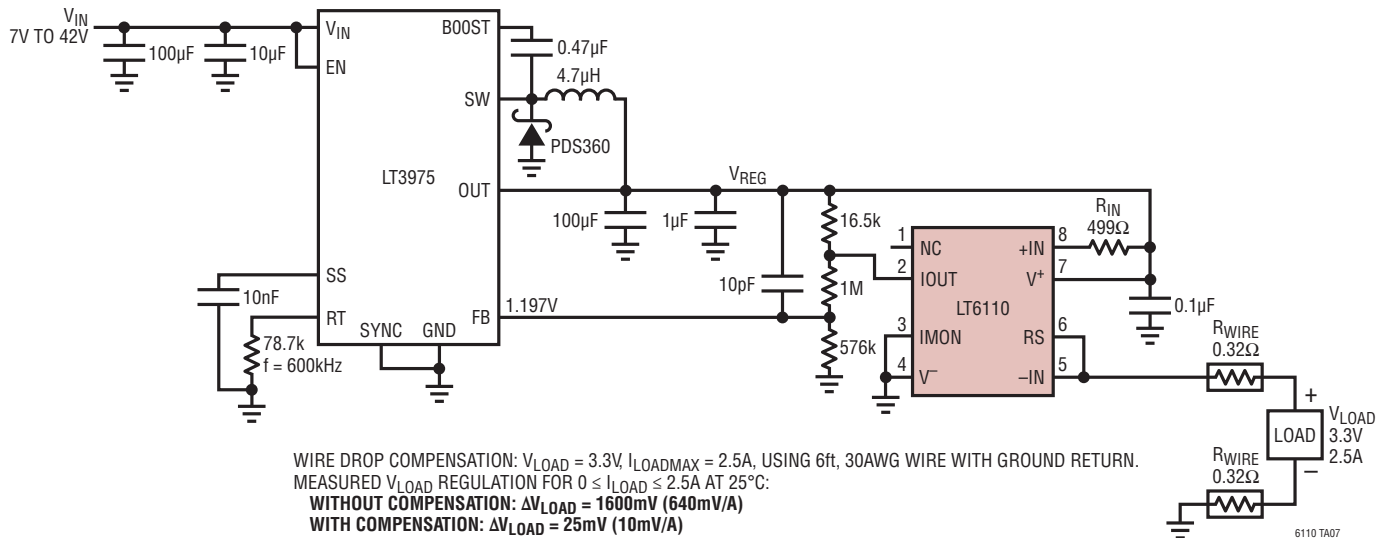 VIN
7V TO 42V
100µF
10µF
VIN
EN
BOOST
0.47µF
4.7µH
SW
PDS360
LT3975
OUT
VREG
100µF
1µF
16.5k
10pF
1M
576k
SS
10nF
RT
78.7k
f = 600kHz
SYNC
GND
FB
1.197V
RIN
499Ω
1
NC
+IN
8
2
IOUT
V+
7
LT6110
0.1µF
3
IMON
RS
6
4
V–
–IN
5
RWIRE
0.32Ω
+
LOAD
VLOAD
3.3V
2.5A
–
RWIRE
0.32Ω
WIRE DROP COMPENSATION: VLOAD = 3.3V, ILOADMAX = 2.5A, USING 6ft, 30AWG WIRE WITH GROUND RETURN.
MEASURED VLOAD REGULATION FOR 0 ≤ ILOAD ≤ 2.5A AT 25°C:
WITHOUT COMPENSATION: ΔVLOAD = 1600mV (640mV/A)
WITH COMPENSATION: ΔVLOAD = 25mV (10mV/A)
6110 TA07